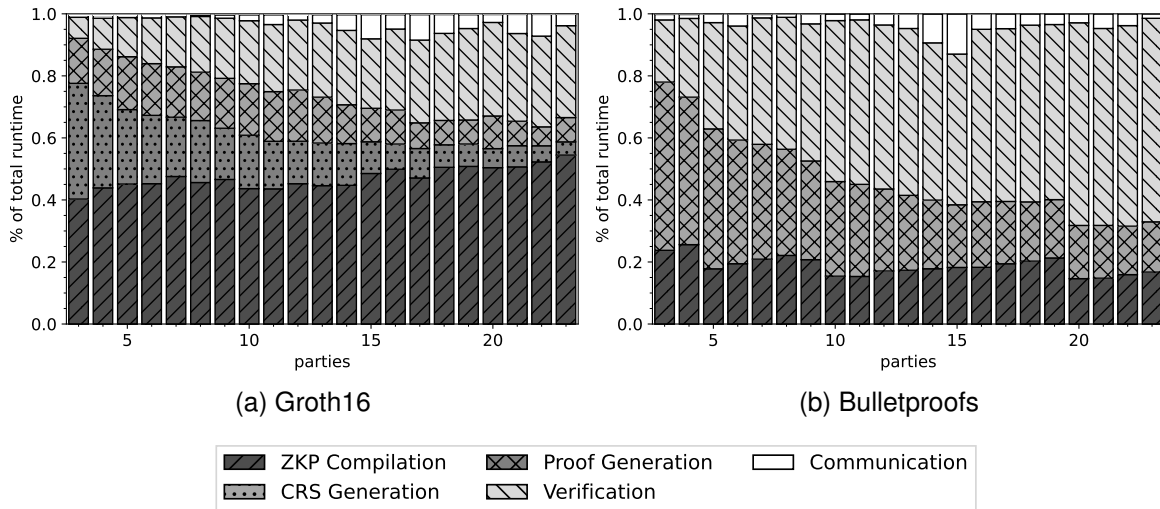 1.0
0.8
0.6
0.4
0.2
0.0
% of total runtime
5
10
15
20
parties
(a) Groth16
1.0
0.8
0.6
0.4
0.2
0.0
% of total runtime
5
10
15
20
parties
(b) Bulletproofs
ZKP Compilation
Proof Generation
Communication
CRS Generation
Verification